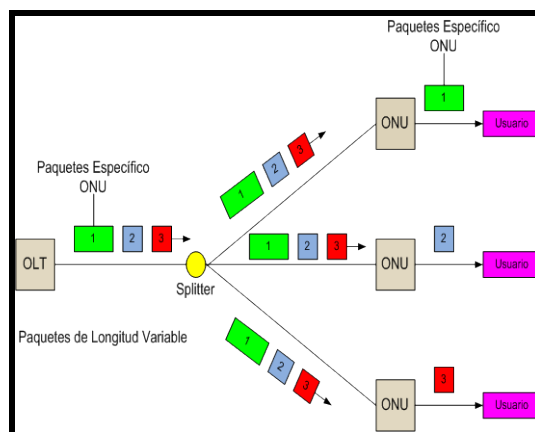 Paquetes Específico
ONU
1
ONU
Usuario
1
2
3
Paquetes Específico
ONU
1
2
3
OLT
Splitter
1
2
3
ONU
2
Usuario
Paquetes de Longitud Variable
1
2
3
ONU
3
Usuario